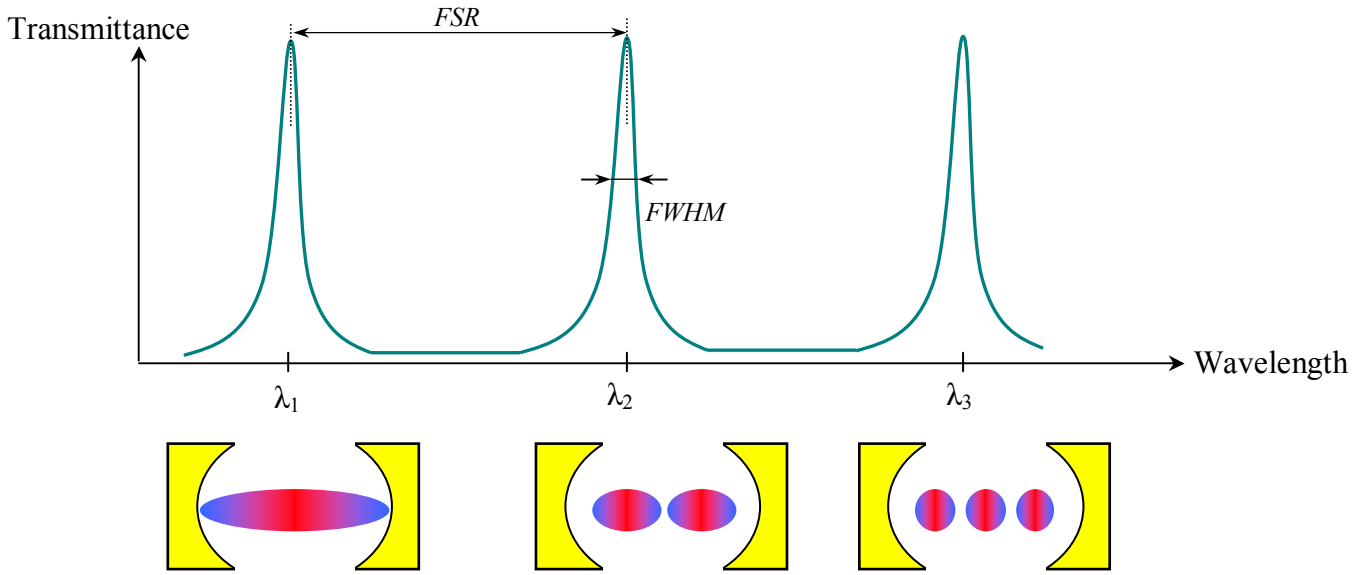 FSR
Transmittance
FWHM
Wavelength
λ₁
λ₂
λ₃